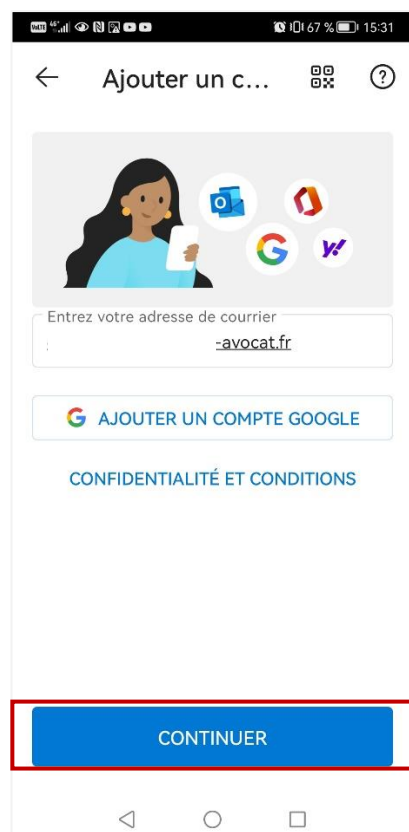 67 % 15:31
Ajouter un c...
Entrez votre adresse de courrier
-avocat.fr
G AJOUTER UN COMPTE GOOGLE
CONFIDENTIALITÉ ET CONDITIONS
CONTINUER